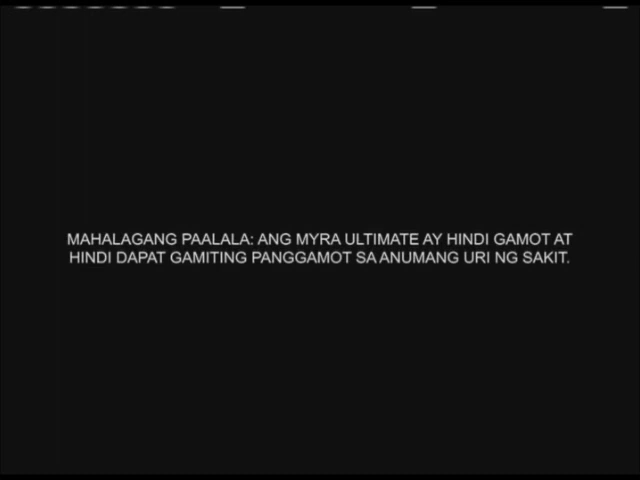 MAHALAGANG PAALALA: ANG MYRA ULTIMATE AY HINDI GAMOT AT
HINDI DAPAT GAMITING PANGGAMOT SA ANUMANG URI NG SAKIT.